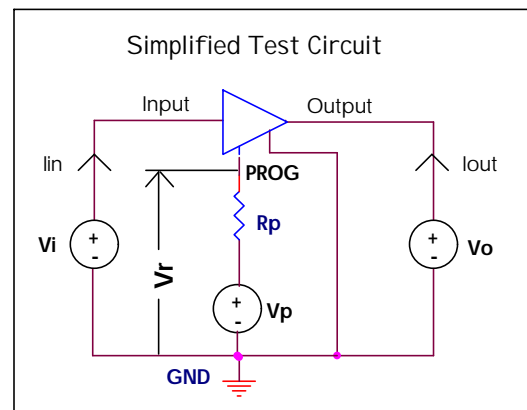 Simplified Test Circuit
Input
Output
Iin
Iout
PROG
Rp
Vi
+
-
Vr
Vo
+
-
Vp
+
-
GND